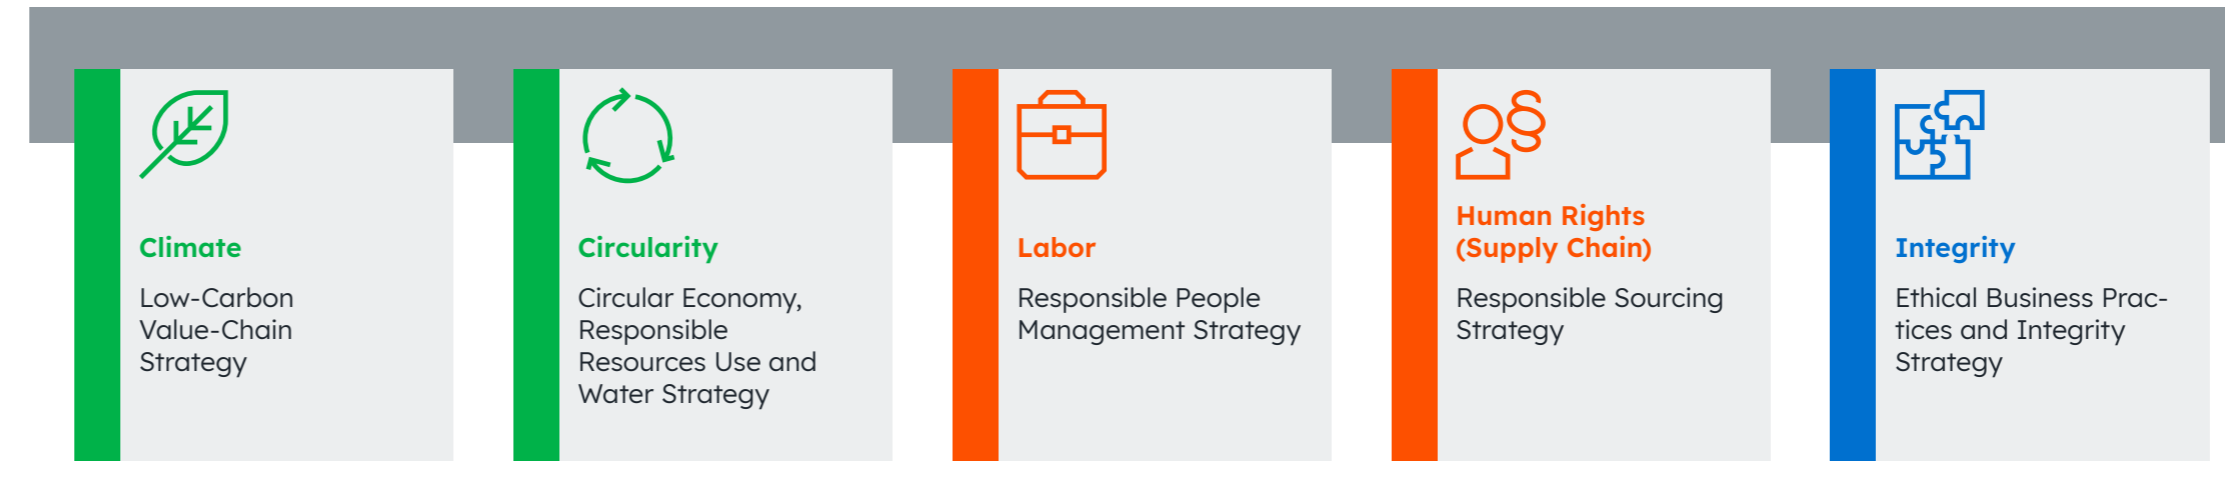 Climate
Low-Carbon
Value-Chain
Strategy
Circularity
Circular Economy,
Responsible
Resources Use and
Water Strategy
Labor
Responsible People
Management Strategy
Human Rights
(Supply Chain)
Responsible Sourcing
Strategy
Integrity
Ethical Business Prac-
tices and Integrity
Strategy